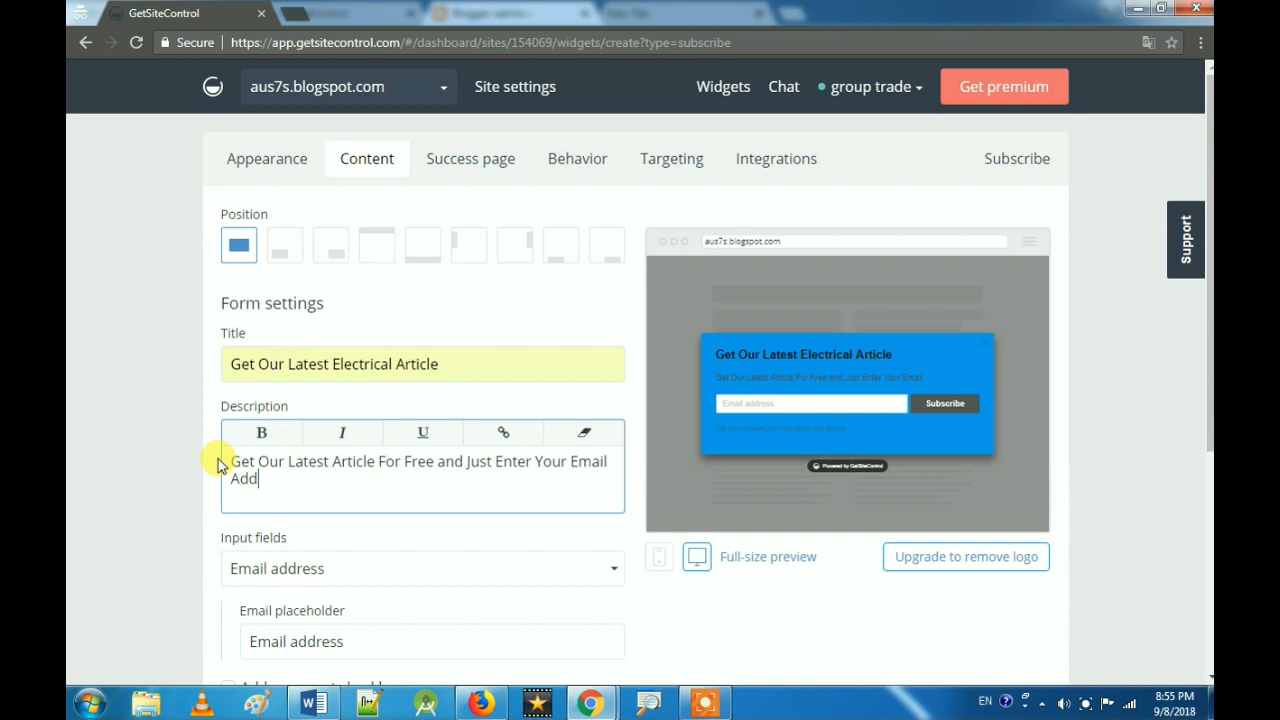 GetSiteControl
Secure
https://app.getsitecontrol.com/#/dashboard/sites/154069/widgets/create?type=subscribe
aus7s.blogspot.com
Site settings
Widgets
Chat
group trade
Get premium
Appearance
Content
Success page
Behavior
Targeting
Integrations
Subscribe
Support
Position
Form settings
Title
Get Our Latest Electrical Article
Description
B
I
U
Get Our Latest Article For Free and Just Enter Your Email
Add
Input fields
Email address
Email placeholder
Email address
aus7s.blogspot.com
Get Our Latest Electrical Article
Get Our Latest Article For Free and Just Enter Your Email
Email address
Subscribe
Powered by GetSiteControl
Full-size preview
Upgrade to remove logo
EN
8:55 PM
9/8/2018